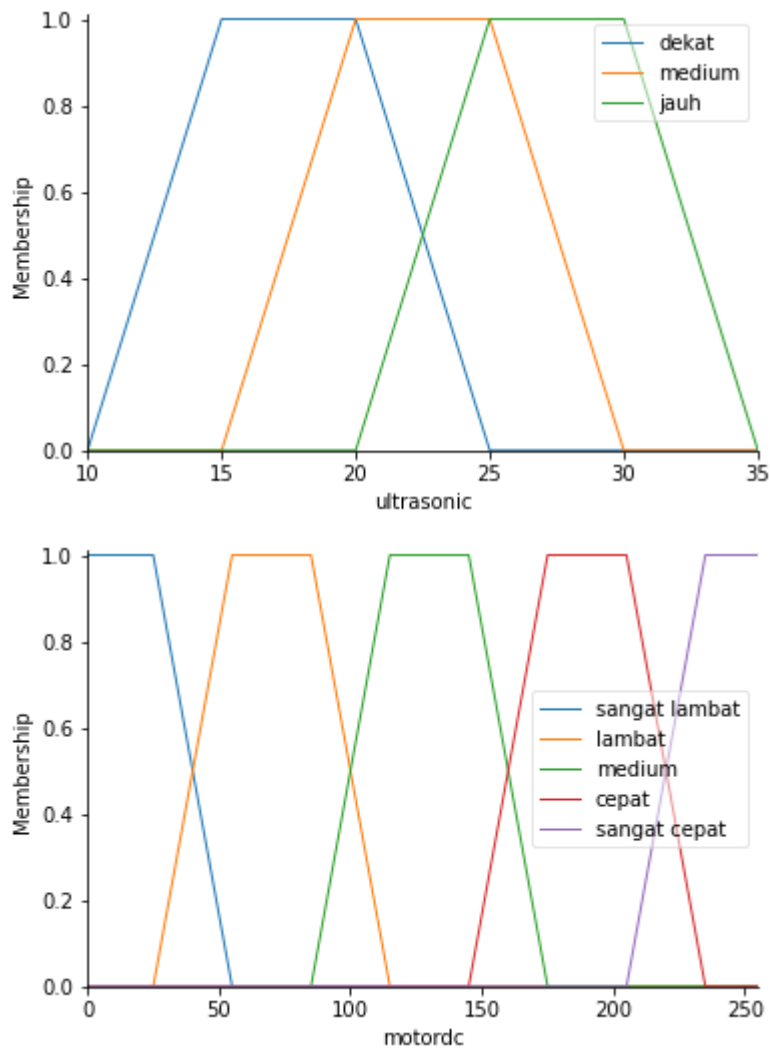 1.0
0.8
0.6
0.4
0.2
0.0
Membership
10 15 20 25 30 35
ultrasonic
dekat
medium
jauh
1.0
0.8
0.6
0.4
0.2
0.0
Membership
0 50 100 150 200 250
motordc
sangat lambat
lambat
medium
cepat
sangat cepat